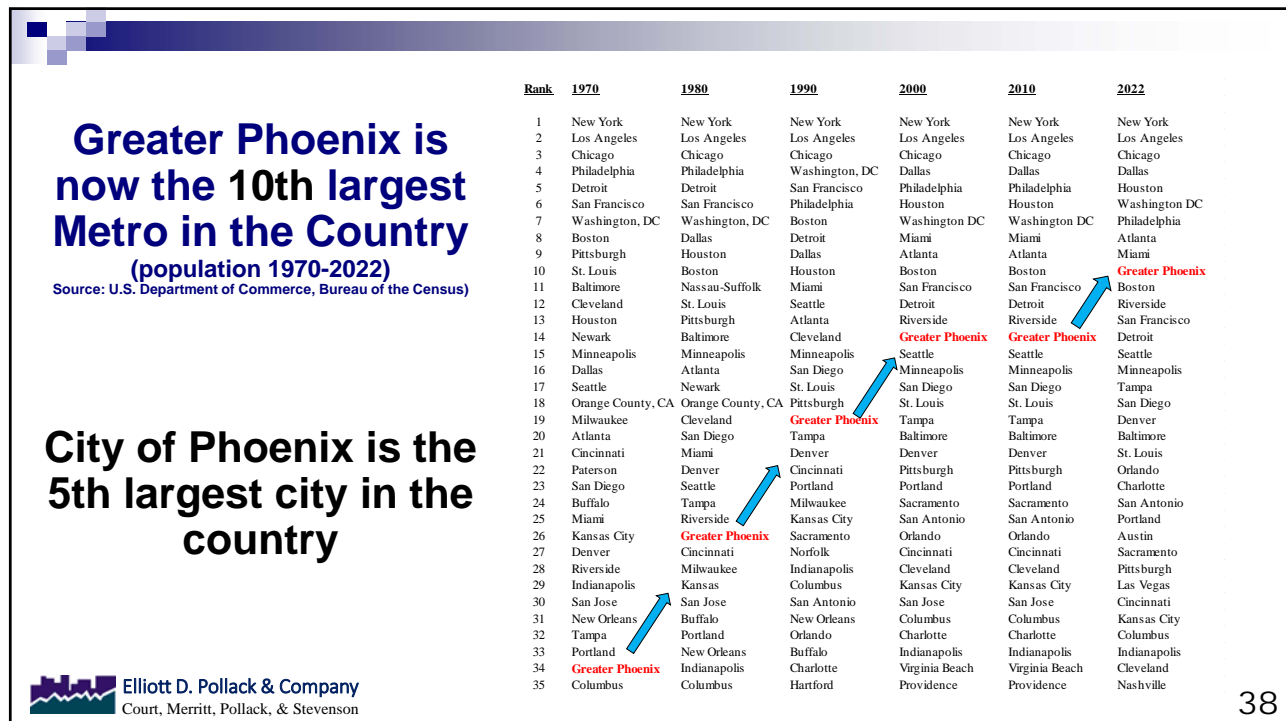 Greater Phoenix is
now the 10th largest
Metro in the Country
(population 1970-2022)
Source: U.S. Department of Commerce, Bureau of the Census)
City of Phoenix is the
5th largest city in the
country
Rank 1970 1980 1990 2000 2010 2022
1 New York New York New York New York New York New York
2 Los Angeles Los Angeles Los Angeles Los Angeles Los Angeles Los Angeles
3 Chicago Chicago Chicago Chicago Chicago Chicago
4 Philadelphia Philadelphia Washington, DC Dallas Dallas Dallas
5 Detroit Detroit San Francisco Philadelphia Philadelphia Houston
6 San Francisco San Francisco Philadelphia Houston Houston Washington DC
7 Washington, DC Washington, DC Boston Washington DC Washington DC Philadelphia
8 Boston Dallas Detroit Miami Miami Atlanta
9 Pittsburgh Houston Dallas Atlanta Atlanta Miami
10 St. Louis Boston Houston Boston Boston Greater Phoenix
11 Baltimore Nassau-Suffolk Miami San Francisco San Francisco Boston
12 Cleveland St. Louis Seattle Detroit Detroit Riverside
13 Houston Pittsburgh Atlanta Riverside Riverside San Francisco
14 Newark Baltimore Cleveland Greater Phoenix Greater Phoenix Detroit
15 Minneapolis Minneapolis Minneapolis Seattle Seattle Seattle
16 Dallas Atlanta San Diego Minneapolis Minneapolis Minneapolis
17 Seattle Newark St. Louis San Diego San Diego Tampa
18 Orange County, CA Orange County, CA Pittsburgh St. Louis St. Louis San Diego
19 Milwaukee Cleveland Greater Phoenix Tampa Tampa Denver
20 Atlanta San Diego Tampa Baltimore Baltimore Baltimore
21 Cincinnati Miami Denver Denver Denver St. Louis
22 Paterson Denver Cincinnati Pittsburgh Pittsburgh Orlando
23 San Diego Seattle Portland Portland Portland Charlotte
24 Buffalo Tampa Milwaukee Sacramento Sacramento San Antonio
25 Miami Riverside Kansas City San Antonio San Antonio Portland
26 Kansas City Greater Phoenix Sacramento Orlando Orlando Austin
27 Denver Cincinnati Norfolk Cincinnati Cincinnati Sacramento
28 Riverside Milwaukee Indianapolis Cleveland Cleveland Pittsburgh
29 Indianapolis Kansas Columbus Kansas City Kansas City Las Vegas
30 San Jose San Jose San Antonio San Jose San Jose Cincinnati
31 New Orleans Buffalo New Orleans Columbus Columbus Kansas City
32 Tampa Portland Orlando Charlotte Charlotte Columbus
33 Portland New Orleans Buffalo Indianapolis Indianapolis Indianapolis
34 Greater Phoenix Indianapolis Charlotte Virginia Beach Virginia Beach Cleveland
35 Columbus Columbus Hartford Providence Providence Nashville
Elliott D. Pollack & Company
Court, Merritt, Pollack, & Stevenson
38